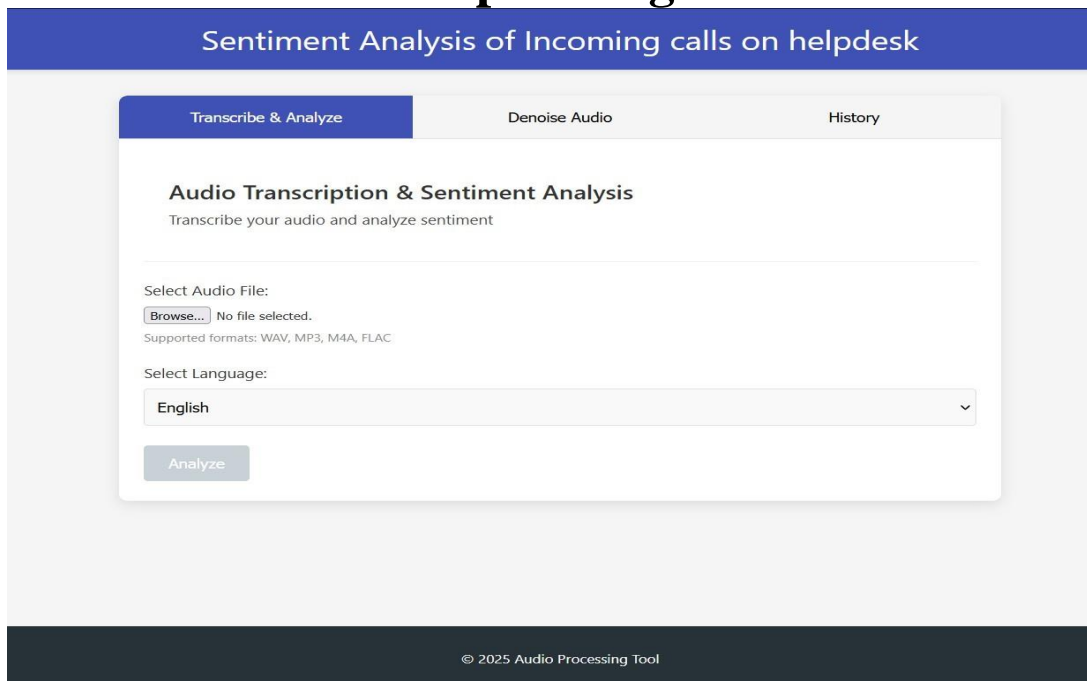 Sentiment Analysis of Incoming calls on helpdesk
Transcribe & Analyze Denoise Audio History
Audio Transcription & Sentiment Analysis
Transcribe your audio and analyze sentiment
Select Audio File:
Browse... No file selected.
Supported formats: WAV, MP3, M4A, FLAC
Select Language:
English
Analyze
© 2025 Audio Processing Tool